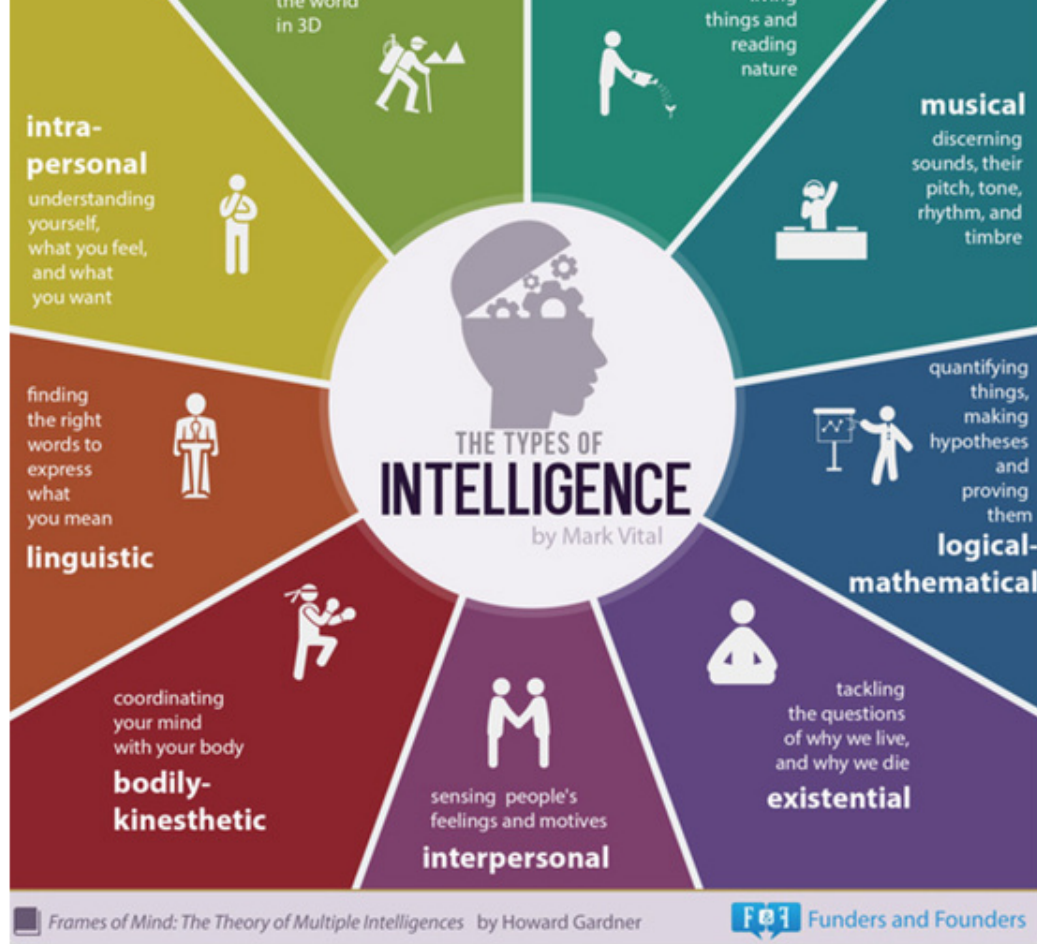 the world
in 3D
things and
reading
nature
musical
discerning
sounds, their
pitch, tone,
rhythm, and
timbre
intra-
personal
understanding
yourself,
what you feel,
and what
you want
quantifying
things,
making
hypotheses
and
proving
them
logical-
mathematical
finding
the right
words to
express
what
you mean
linguistic
THE TYPES OF
INTELLIGENCE
by Mark Vital
coordinating
your mind
with your body
bodily-
kinesthetic
sensing people's
feelings and motives
interpersonal
tackling
the questions
of why we live,
and why we die
existential
Frames of Mind: The Theory of Multiple Intelligences by Howard Gardner
F&F Funders and Founders